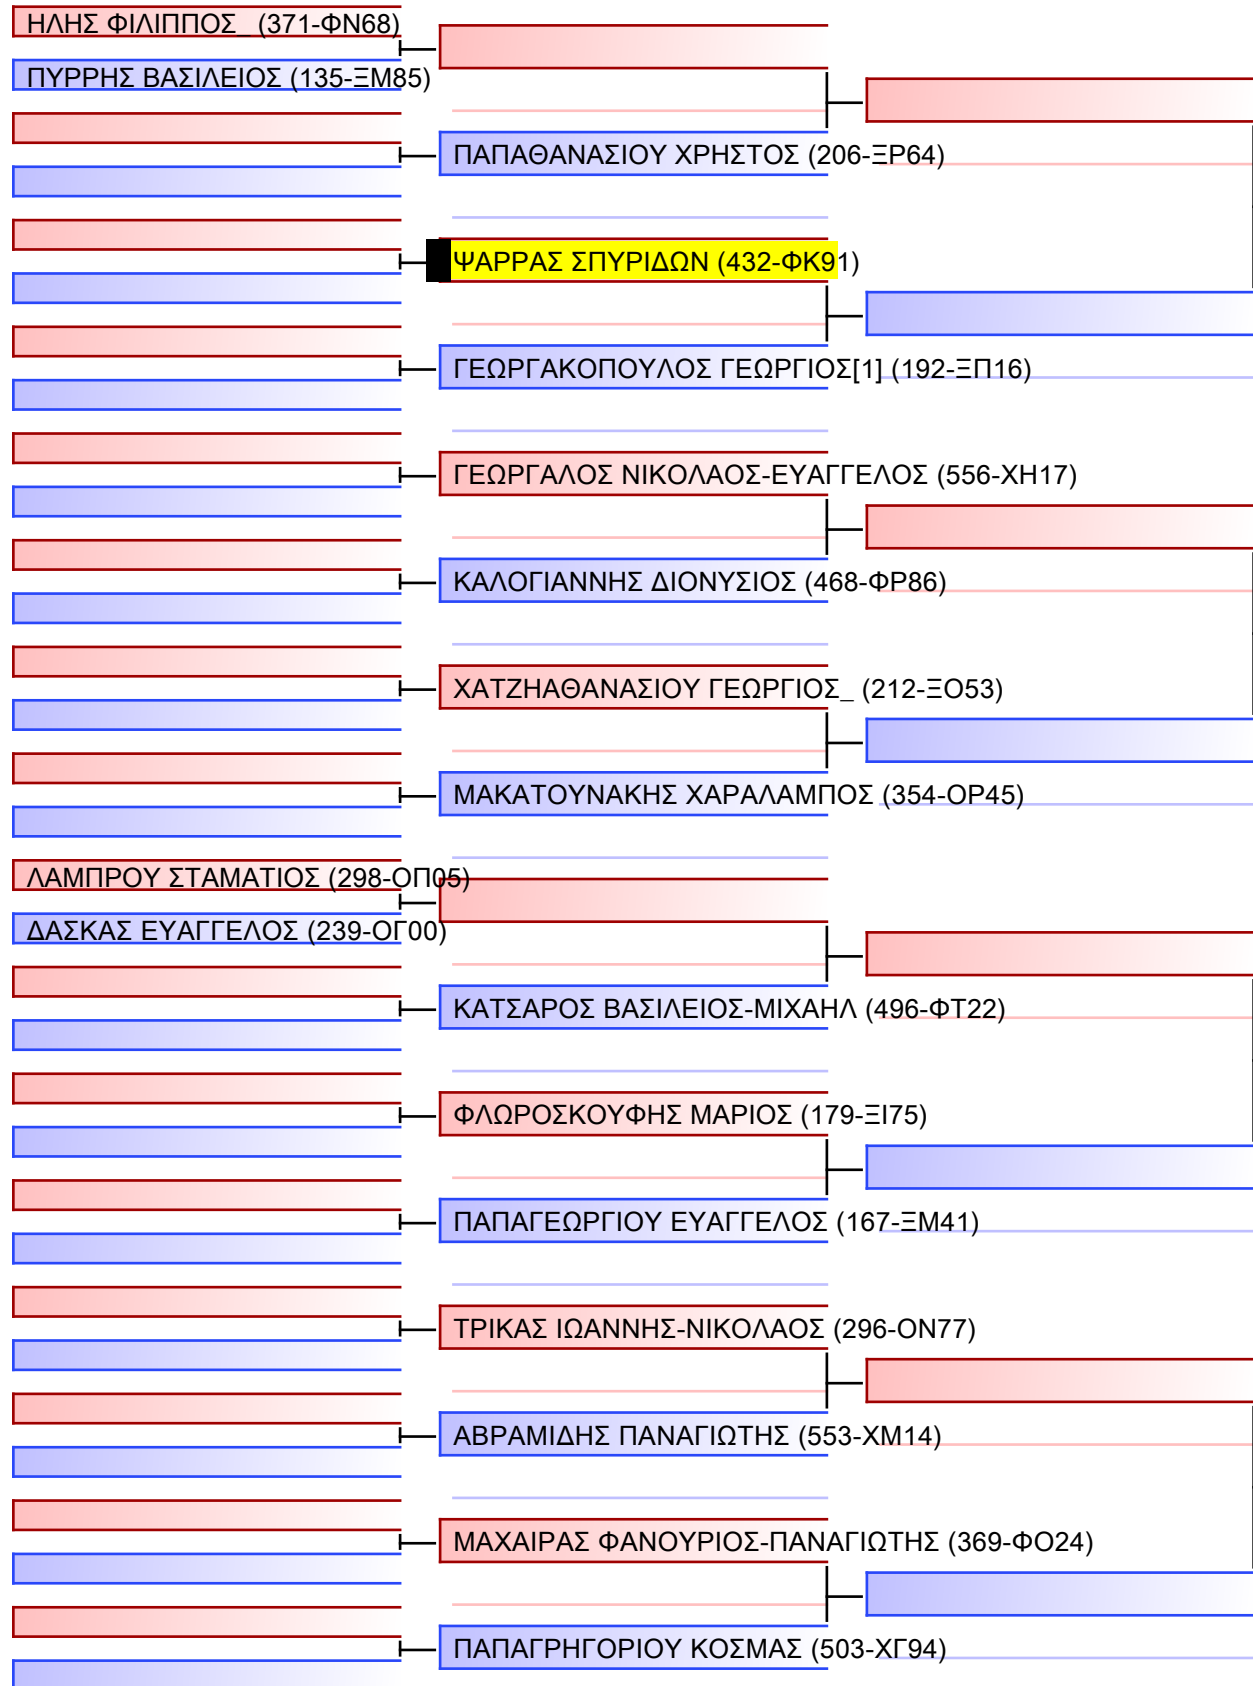 ΗΛΗΣ ΦΙΛΙΠΠΟΣ_ (371-ΦΝ68)
ΠΥΡΡΗΣ ΒΑΣΙΛΕΙΟΣ (135-ΞΜ85)
ΠΑΠΑΘΑΝΑΣΙΟΥ ΧΡΗΣΤΟΣ (206-ΞΡ64)
ΨΑΡΡΑΣ ΣΠΥΡΙΔΩΝ (432-ΦΚ91)
ΓΕΩΡΓΑΚΟΠΟΥΛΟΣ ΓΕΩΡΓΙΟΣ[1] (192-ΞΠ16)
ΓΕΩΡΓΑΛΟΣ ΝΙΚΟΛΑΟΣ-ΕΥΑΓΓΕΛΟΣ (556-ΧΗ17)
ΚΑΛΟΓΙΑΝΝΗΣ ΔΙΟΝΥΣΙΟΣ (468-ΦΡ86)
ΧΑΤΖΗΑΘΑΝΑΣΙΟΥ ΓΕΩΡΓΙΟΣ_ (212-ΞΟ53)
ΜΑΚΑΤΟΥΝΑΚΗΣ ΧΑΡΑΛΑΜΠΟΣ (354-ΟΡ45)
ΛΑΜΠΡΟΥ ΣΤΑΜΑΤΙΟΣ (298-ΟΠ05)
ΔΑΣΚΑΣ ΕΥΑΓΓΕΛΟΣ (239-ΟΓ00)
ΚΑΤΣΑΡΟΣ ΒΑΣΙΛΕΙΟΣ-ΜΙΧΑΗΛ (496-ΦΤ22)
ΦΛΩΡΟΣΚΟΥΦΗΣ ΜΑΡΙΟΣ (179-ΞΙ75)
ΠΑΠΑΓΕΩΡΓΙΟΥ ΕΥΑΓΓΕΛΟΣ (167-ΞΜ41)
ΤΡΙΚΑΣ ΙΩΑΝΝΗΣ-ΝΙΚΟΛΑΟΣ (296-ΟΝ77)
ΑΒΡΑΜΙΔΗΣ ΠΑΝΑΓΙΩΤΗΣ (553-ΧΜ14)
ΜΑΧΑΙΡΑΣ ΦΑΝΟΥΡΙΟΣ-ΠΑΝΑΓΙΩΤΗΣ (369-ΦΟ24)
ΠΑΠΑΓΡΗΓΟΡΙΟΥ ΚΟΣΜΑΣ (503-ΧΓ94)